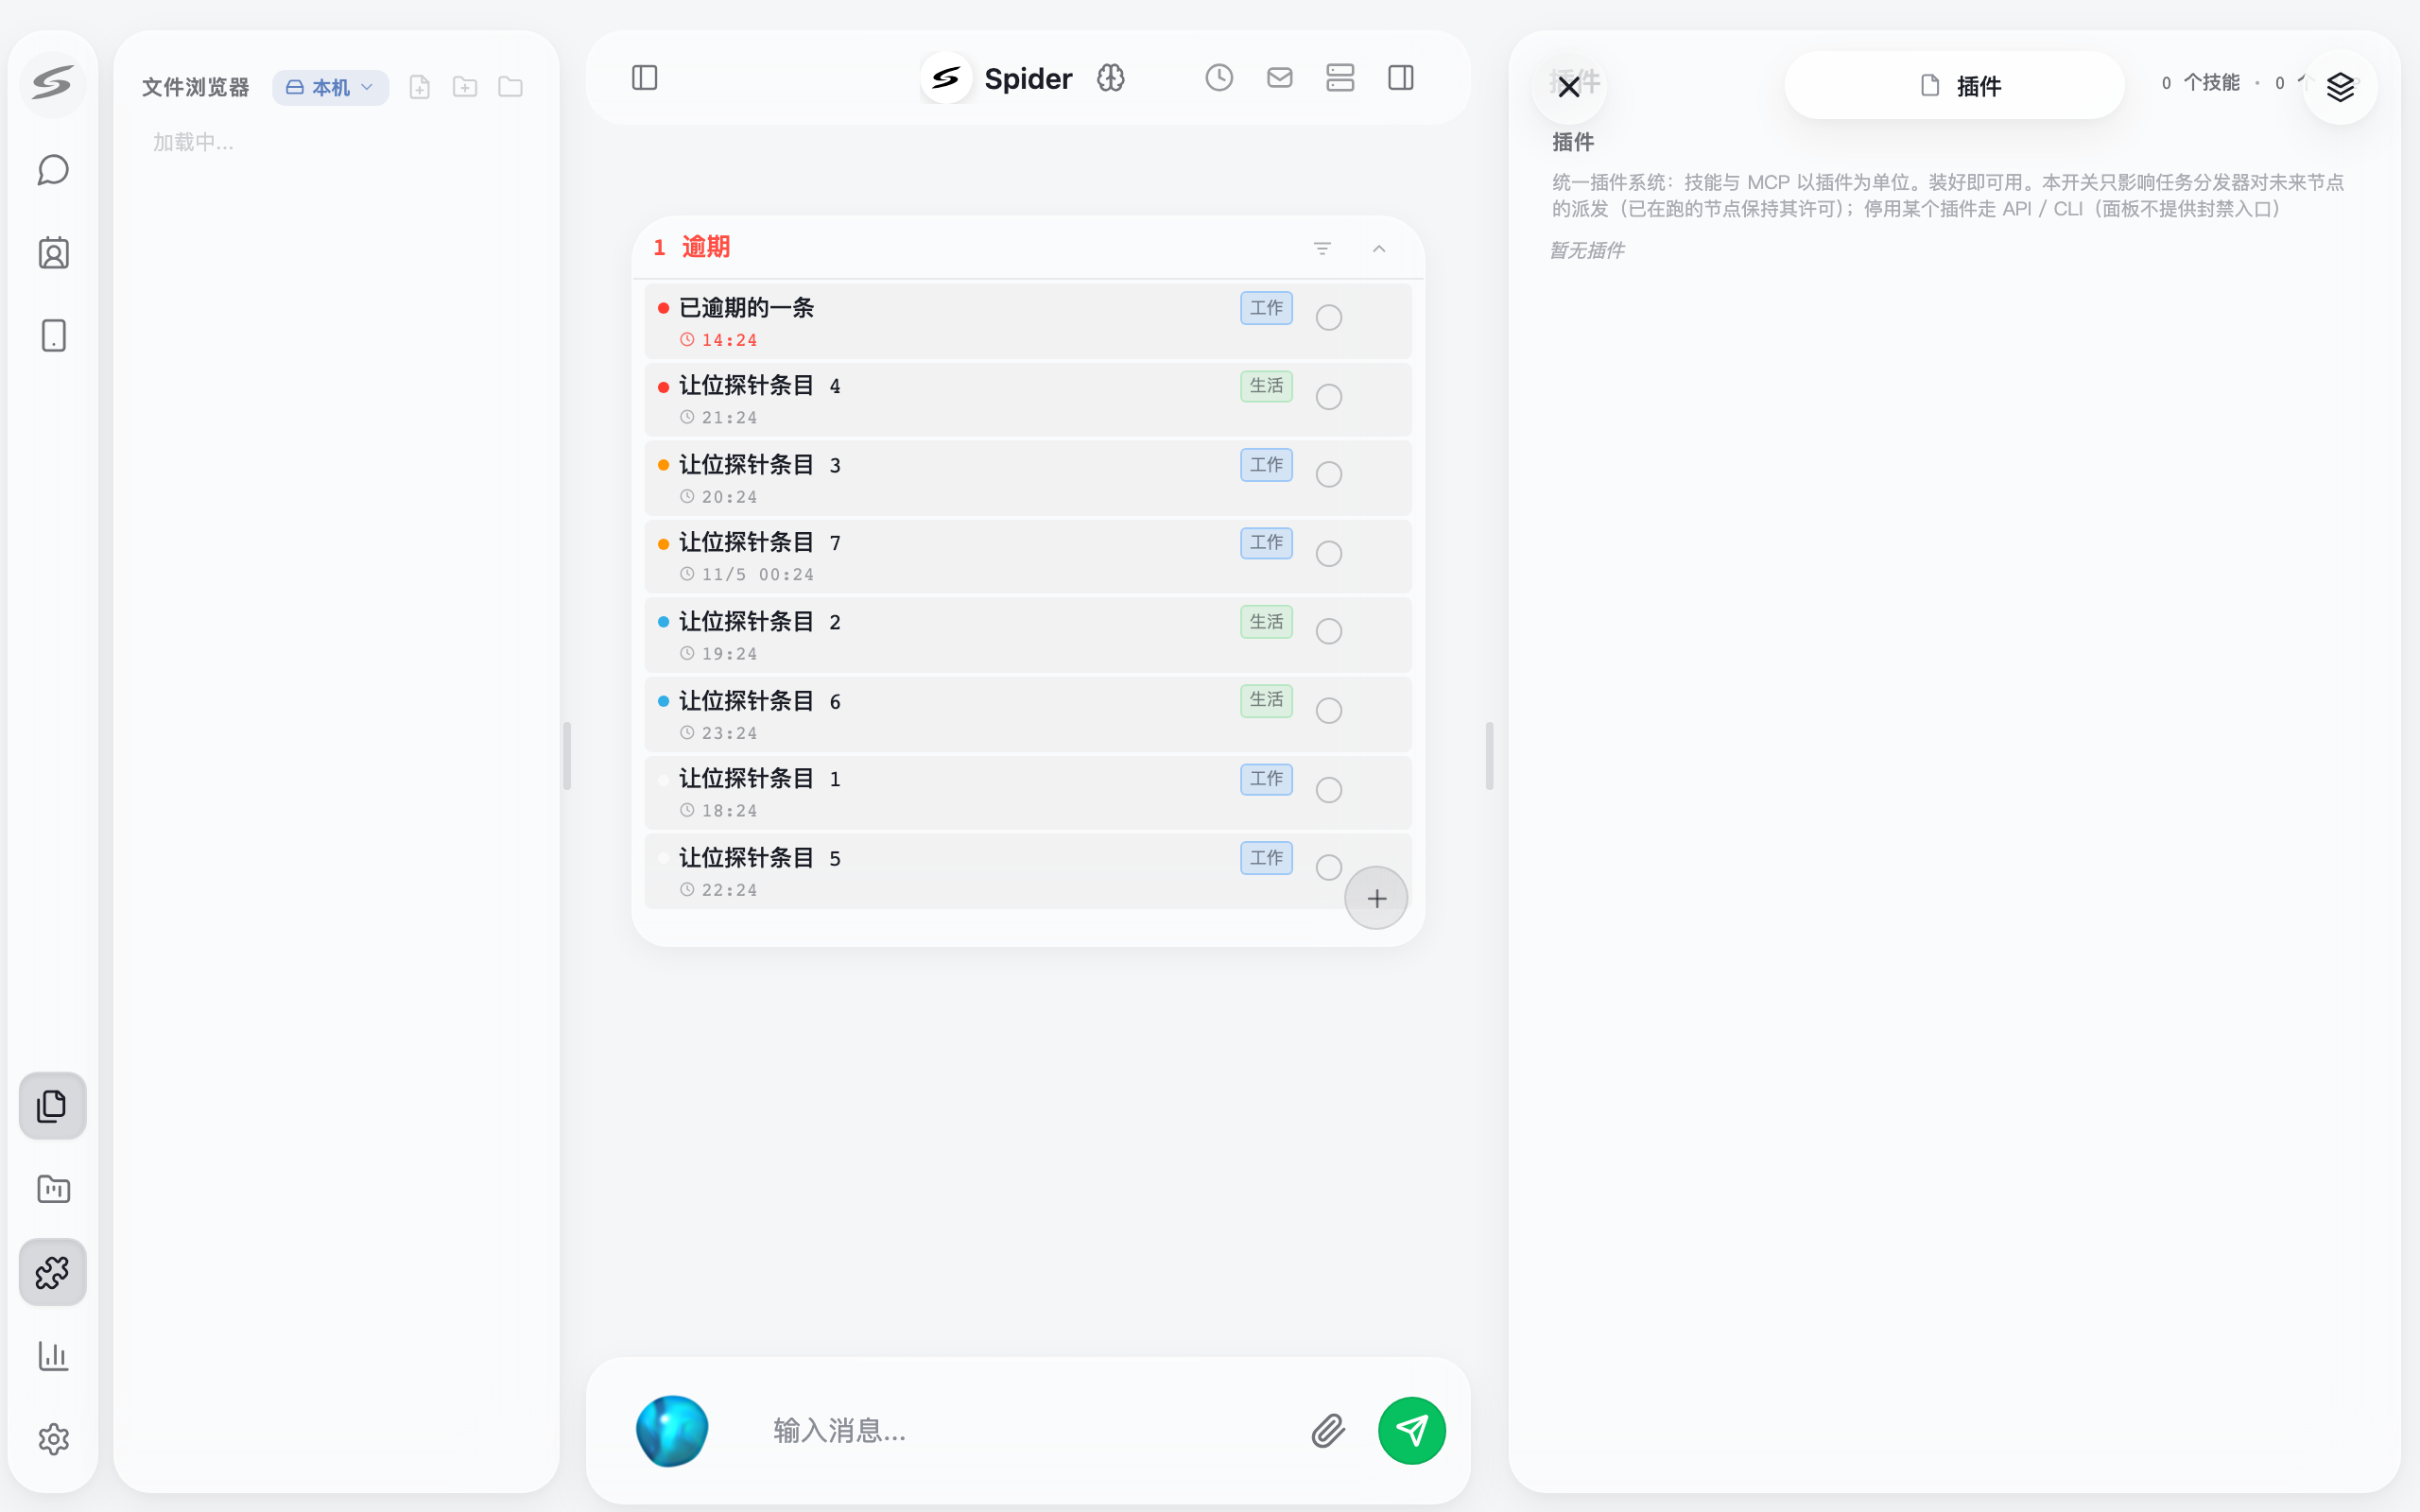 文件浏览器 本机
加载中...
Spider
1 逾期
已逾期的一条 工作
14:24
让位探针条目 4 生活
21:24
让位探针条目 3 工作
20:24
让位探针条目 7 工作
11/5 00:24
让位探针条目 2 生活
19:24
让位探针条目 6 生活
23:24
让位探针条目 1 工作
18:24
让位探针条目 5 工作
22:24
输入消息...
插件 插件 0 个技能 · 0
插件
统一插件系统：技能与 MCP 以插件为单位。装好即可用。本开关只影响任务分发器对未来节点
的派发（已在跑的节点保持其许可）；停用某个插件走 API / CLI（面板不提供封禁入口）
暂无插件